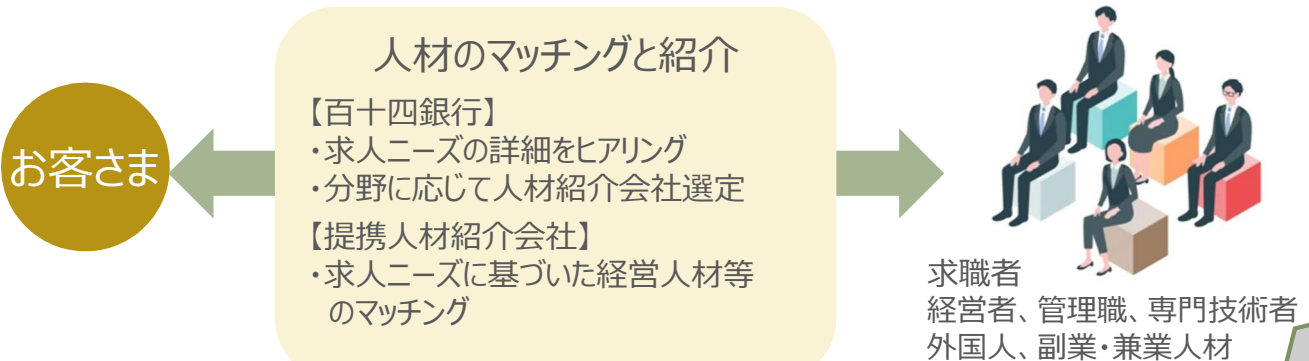 人材のマッチングと紹介
お客さま
【百十四銀行】
・求人ニーズの詳細をヒアリング
・分野に応じて人材紹介会社選定
【提携人材紹介会社】
・求人ニーズに基づいた経営人材等
のマッチング
求職者
経営者、管理職、専門技術者
外国人、副業・兼業人材